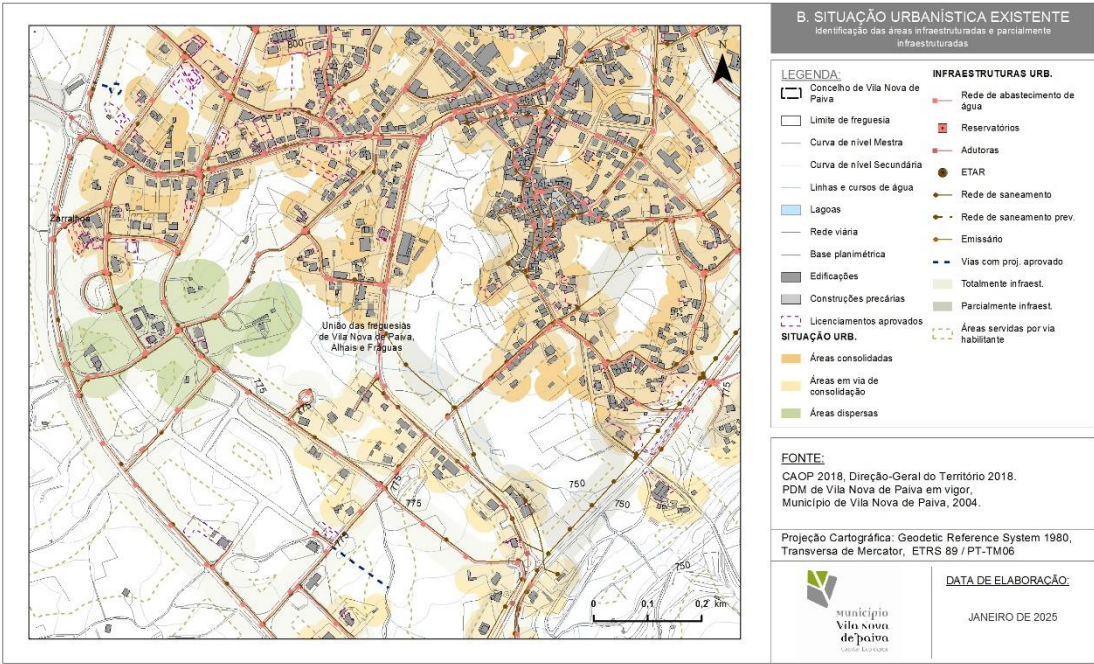 B. SITUAÇÃO URBANÍSTICA EXISTENTE
Identificação das áreas infraestruturadas e parcialmente
infraestruturadas
LEGENDA:
Concelho de Vila Nova de
Paiva
Limite de freguesia
Curva de nível Mestra
Curva de nível Secundária
Linhas e cursos de água
Lagoas
Rede viária
Base planimétrica
Edificações
Construções precárias
Licenciamentos aprovados
SITUAÇÃO URB.
Áreas consolidadas
Áreas em via de
consolidação
Áreas dispersas
INFRAESTRUTURAS URB.
Rede de abastecimento de
água
Reservatórios
Adutoras
ETAR
Rede de saneamento
Rede de saneamento prev.
Emissário
Vias com proj. aprovado
Totalmente infraest.
Parcialmente infraest.
Áreas servidas por via
habilitante
FONTE:
CAOP 2018, Direção-Geral do Território 2018.
PDM de Vila Nova de Paiva em vigor,
Município de Vila Nova de Paiva, 2004.
Projeção Cartográfica: Geodetic Reference System 1980,
Transversa de Mercator, ETRS 89 / PT-TM06
Município
Vila Nova
de Paiva
Capital Ecológica
DATA DE ELABORAÇÃO:
JANEIRO DE 2025
N
800
Zarralhoa
União das freguesias
de Vila Nova de Paiva,
Alhais e Fráguas
775
775
775
775
775
775
750
750
750
0 0,1 0,2 km